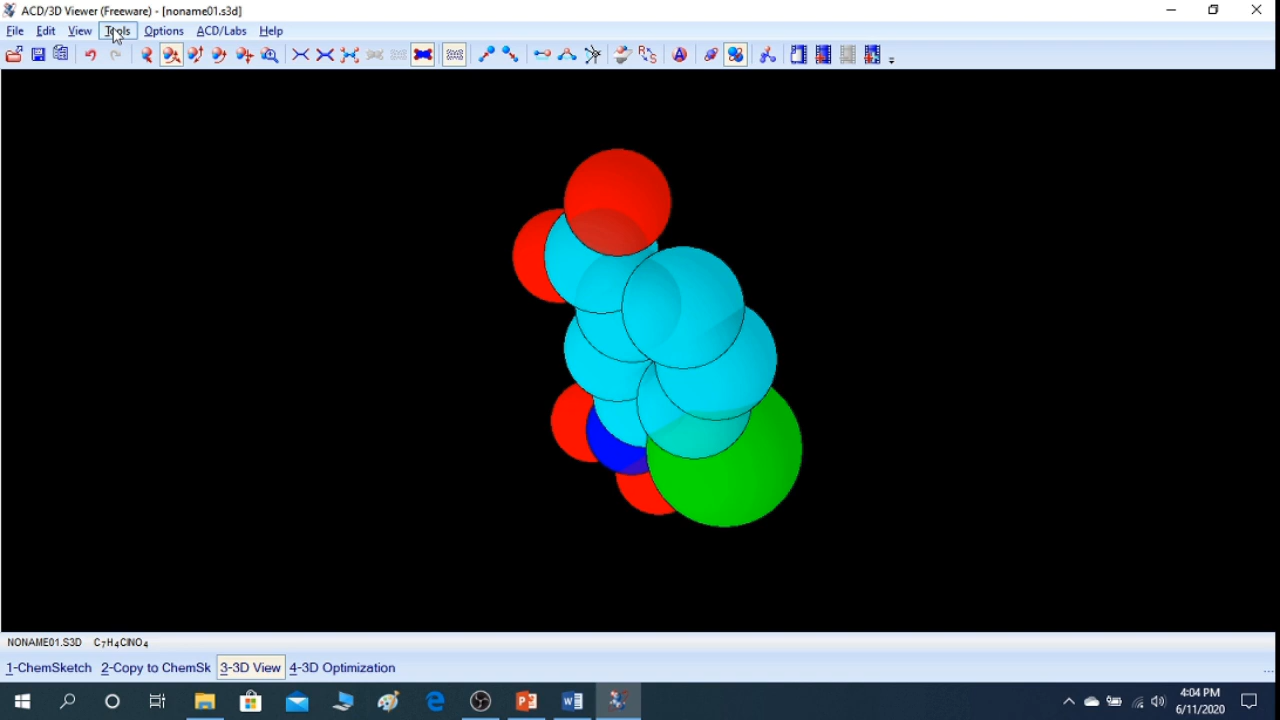 ACD/3D Viewer (Freeware) - [noname01.s3d]
File Edit View Tools Options ACD/Labs Help
NONAME01.S3D C7H4ClNO4
1-ChemSketch 2-Copy to ChemSk 3-3D View 4-3D Optimization
4:04 PM
6/11/2020